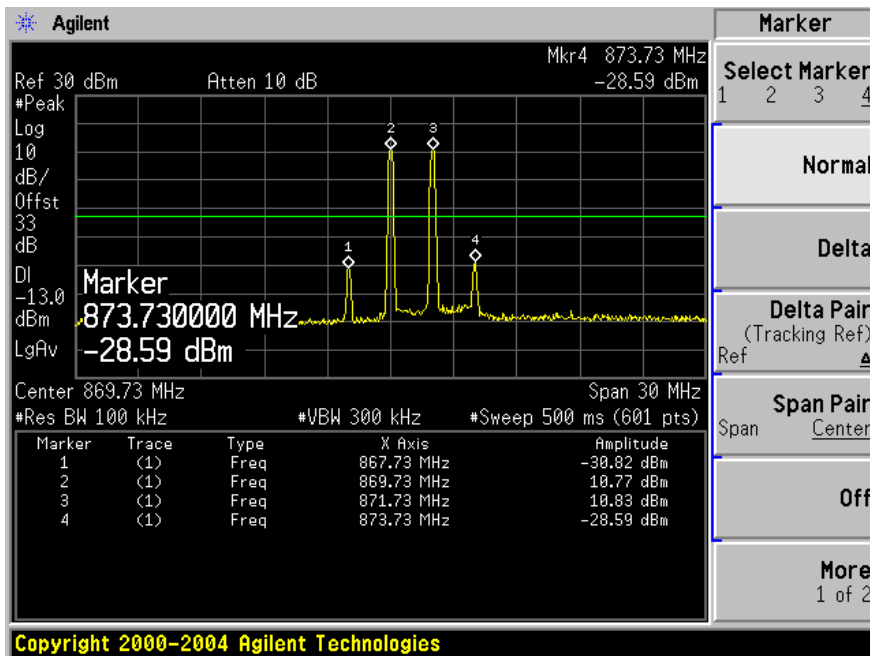 Agilent
Marker
Mkr4 873.73 MHz
Ref 30 dBm Atten 10 dB -28.59 dBm
#Peak
Log
10
dB/
Offst
33
dB
DI
-13.0
dBm
LgAv
1
2
3
4
Marker
873.730000 MHz
-28.59 dBm
Center 869.73 MHz Span 30 MHz
#Res BW 100 kHz #VBW 300 kHz #Sweep 500 ms (601 pts)
Marker Trace Type X Axis Amplitude
1 (1) Freq 867.73 MHz -30.82 dBm
2 (1) Freq 869.73 MHz 10.77 dBm
3 (1) Freq 871.73 MHz 10.83 dBm
4 (1) Freq 873.73 MHz -28.59 dBm
Select Marker
1 2 3 4
Normal
Delta
Delta Pair
(Tracking Ref)
Ref Δ
Span Pair
Span Center
Off
More
1 of 2
Copyright 2000-2004 Agilent Technologies